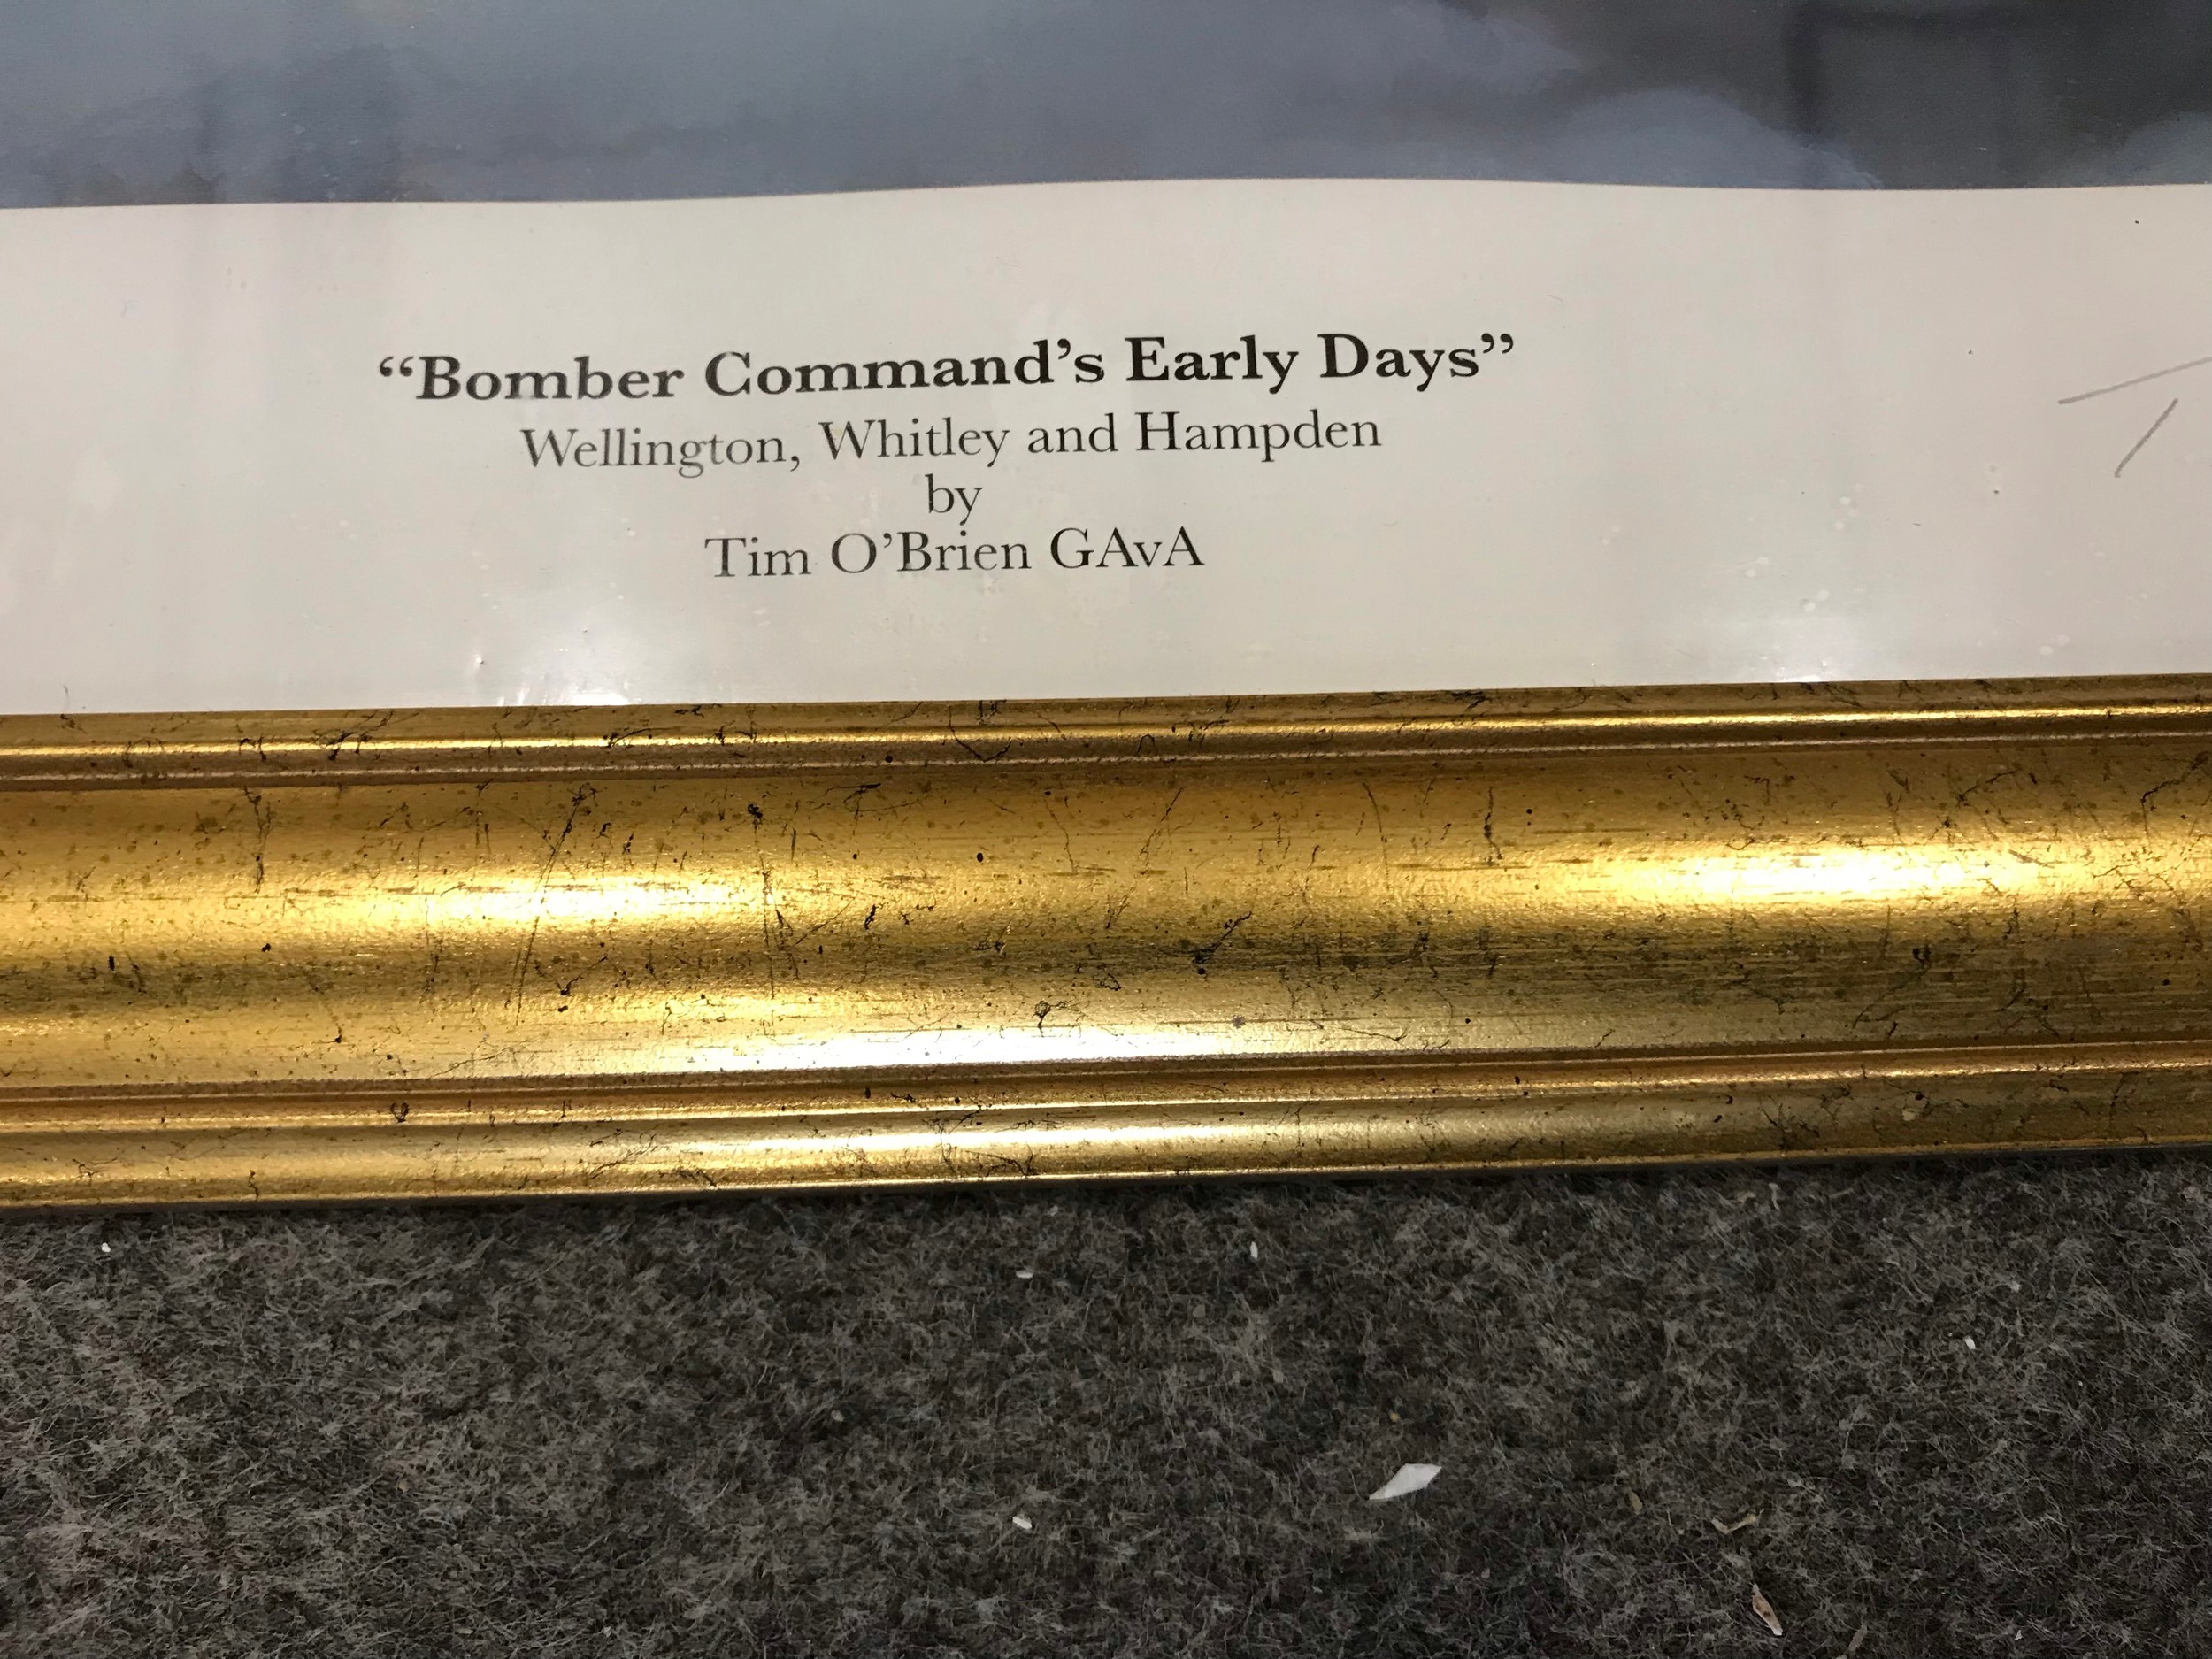 “Bomber Command’s Early Days”
Wellington, Whitley and Hampden
by
Tim O’Brien GAvA